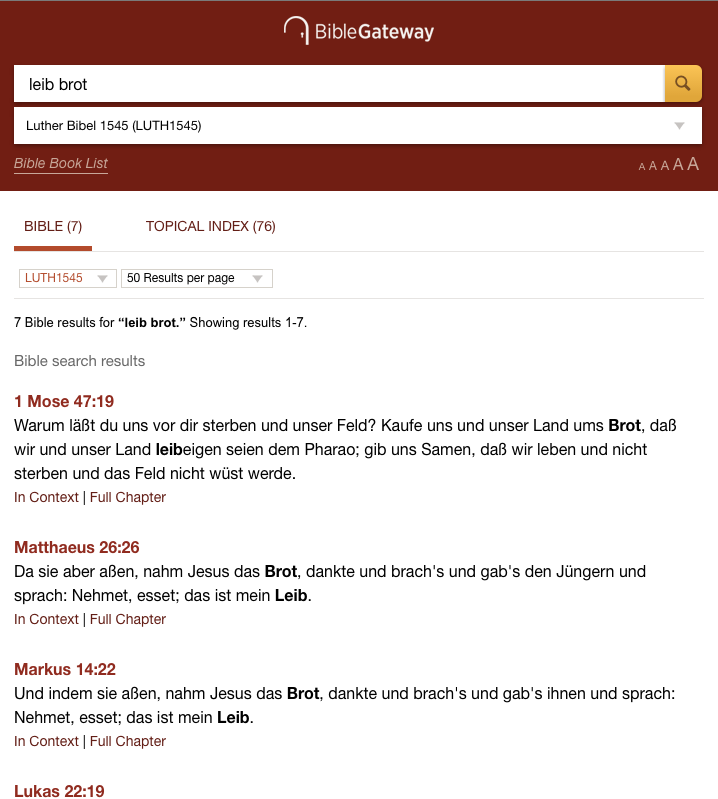 BibleGateway
leib brot
Luther Bibel 1545 (LUTH1545)
Bible Book List
A A A A A
BIBLE (7) TOPICAL INDEX (76)
LUTH1545 50 Results per page
7 Bible results for “leib brot.” Showing results 1-7.
Bible search results
1 Mose 47:19
Warum läßt du uns vor dir sterben und unser Feld? Kaufe uns und unser Land ums Brot, daß
wir und unser Land leibeigen seien dem Pharao; gib uns Samen, daß wir leben und nicht
sterben und das Feld nicht wüst werde.
In Context | Full Chapter
Matthaeus 26:26
Da sie aber aßen, nahm Jesus das Brot, dankte und brach's und gab's den Jüngern und
sprach: Nehmet, esset; das ist mein Leib.
In Context | Full Chapter
Markus 14:22
Und indem sie aßen, nahm Jesus das Brot, dankte und brach's und gab's ihnen und sprach:
Nehmet, esset; das ist mein Leib.
In Context | Full Chapter
Lukas 22:19